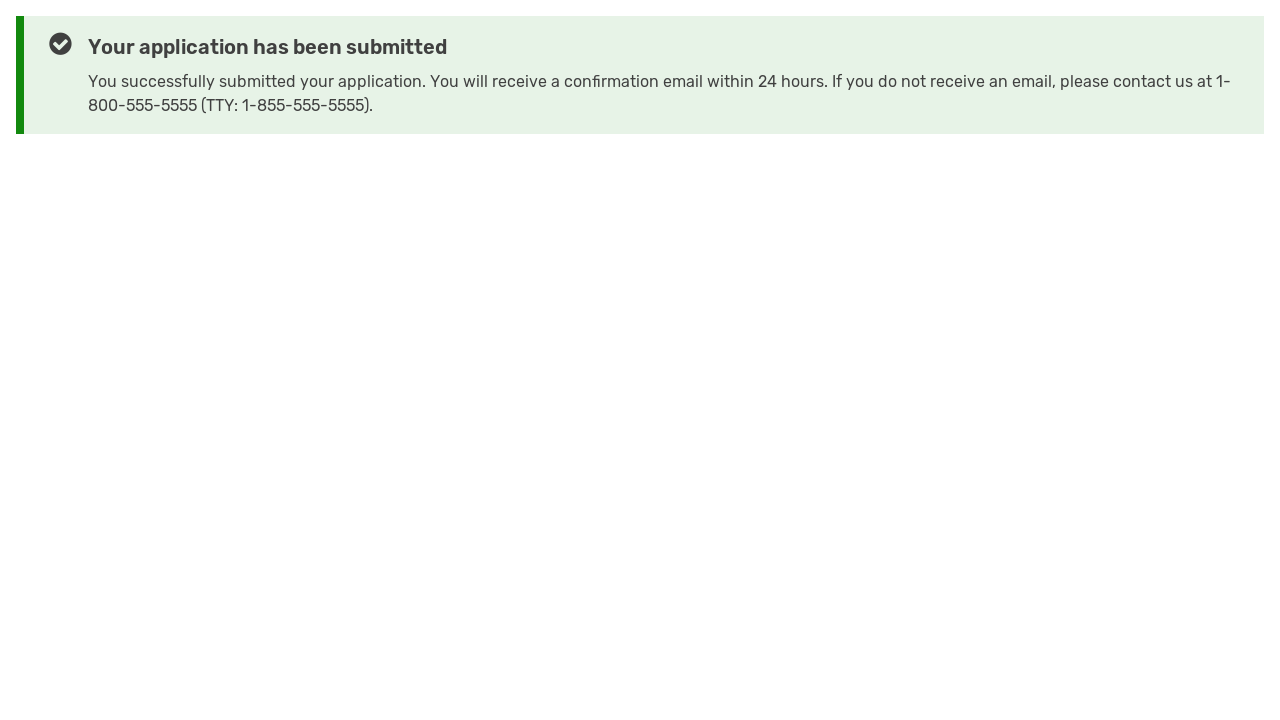 Your application has been submitted
You successfully submitted your application. You will receive a confirmation email within 24 hours. If you do not receive an email, please contact us at 1-
800-555-5555 (TTY: 1-855-555-5555).